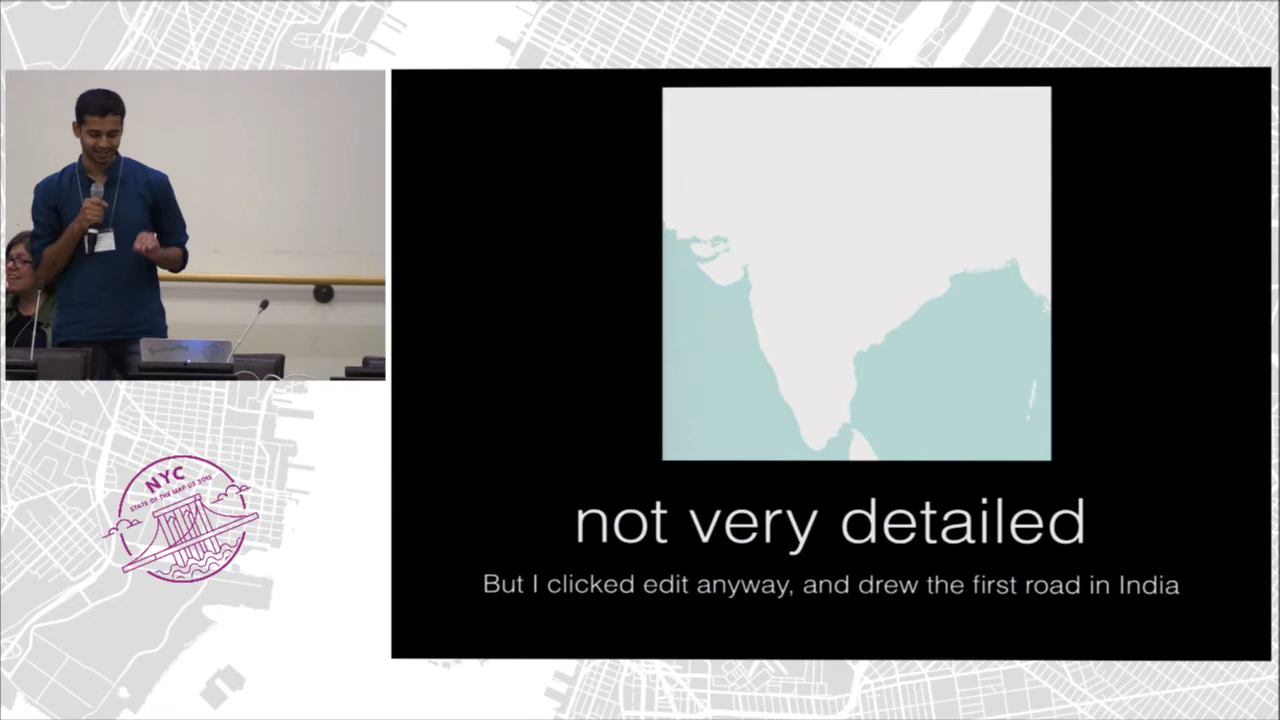 not very detailed
But I clicked edit anyway, and drew the first road in India
NYC
STATE OF THE MAP US 2015